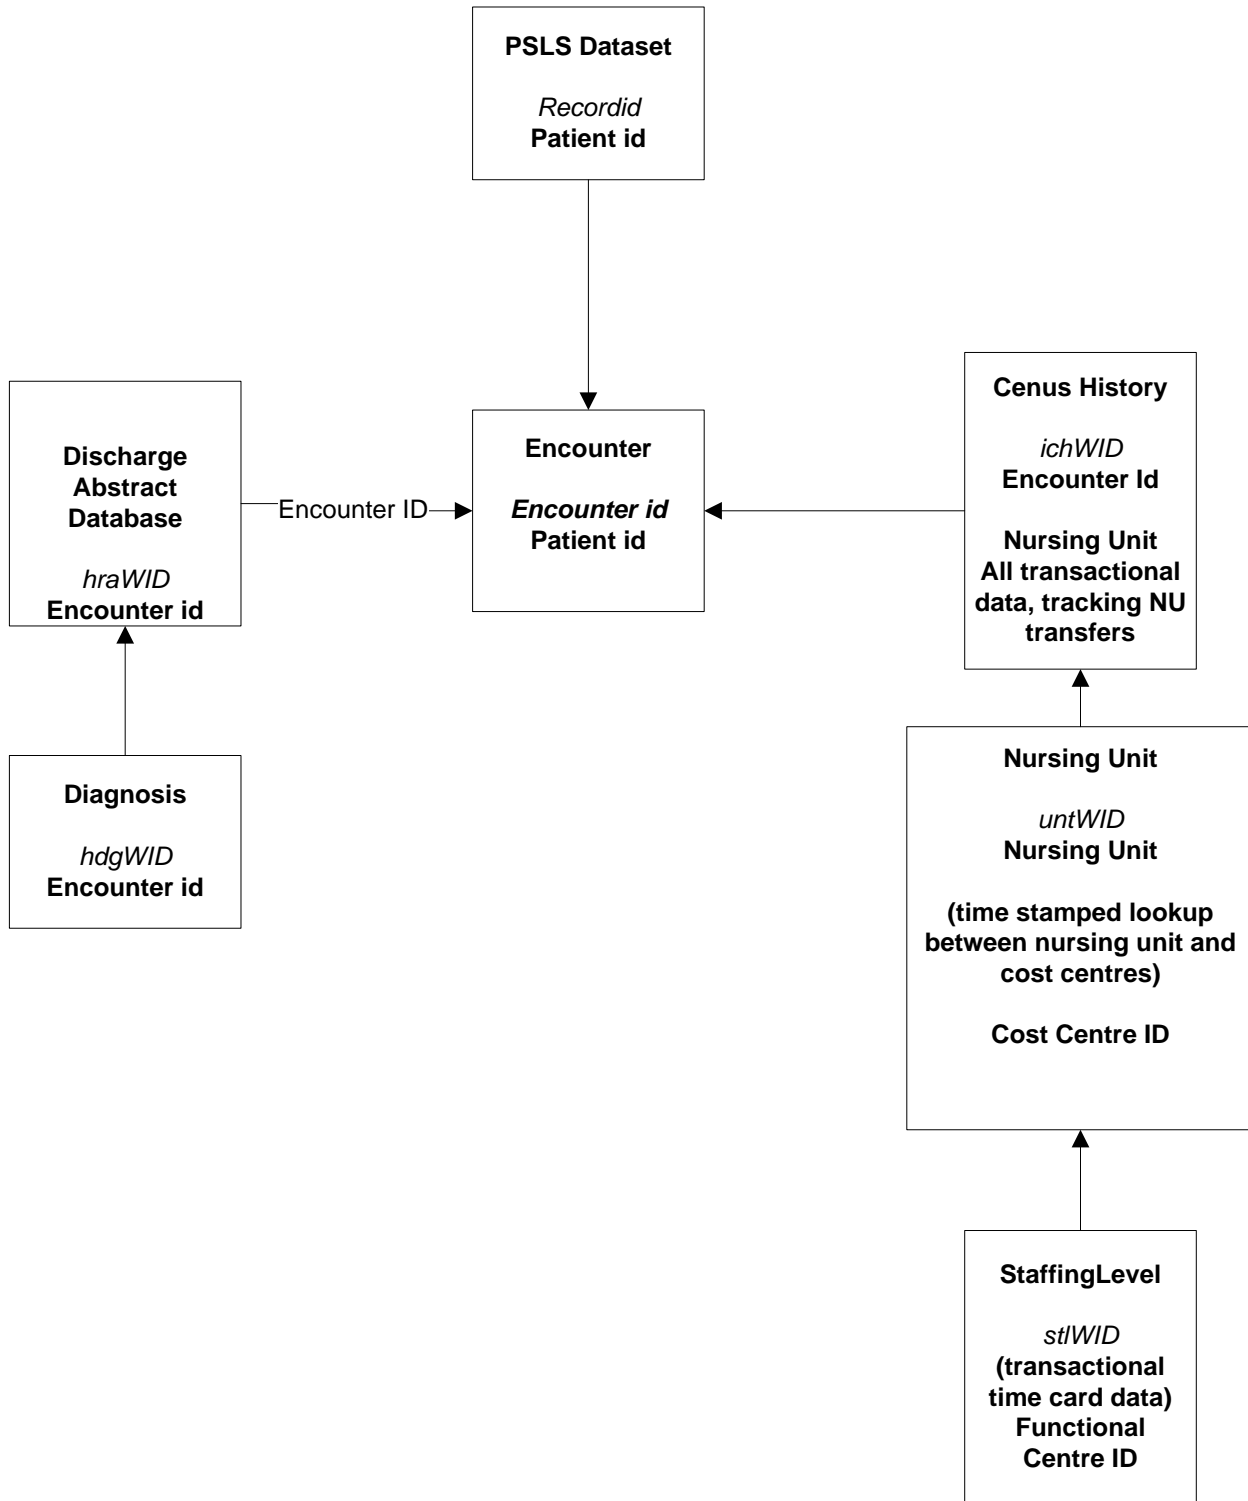 PSLS Dataset
Recordid
Patient id
Discharge
Abstract
Database
hraWID
Encounter id
Encounter ID
Encounter
Encounter id
Patient id
Cenus History
ichWID
Encounter Id
Nursing Unit
All transactional
data, tracking NU
transfers
Diagnosis
hdgWID
Encounter id
Nursing Unit
untWID
Nursing Unit
(time stamped lookup
between nursing unit and
cost centres)
Cost Centre ID
StaffingLevel
stlWID
(transactional
time card data)
Functional
Centre ID